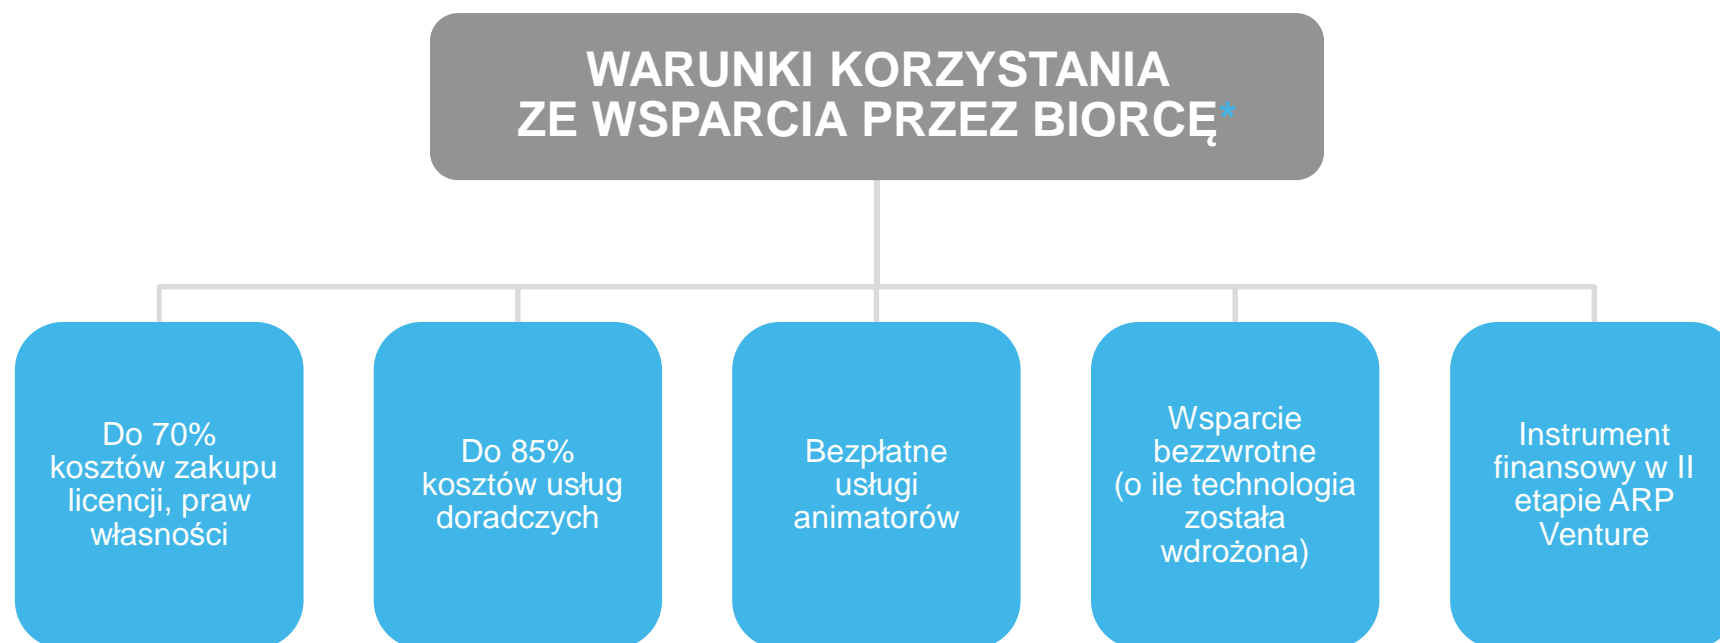 WARUNKI KORZYSTANIA
ZE WSPARCIA PRZEZ BIORCĘ*
Do 70%
kosztów zakupu
licencji, praw
własności
Do 85%
kosztów usług
doradczych
Bezpłatne
usługi
animatorów
Wsparcie
bezzwrotne
(o ile technologia
została
wdrożona)
Instrument
finansowy w II
etapie ARP
Venture